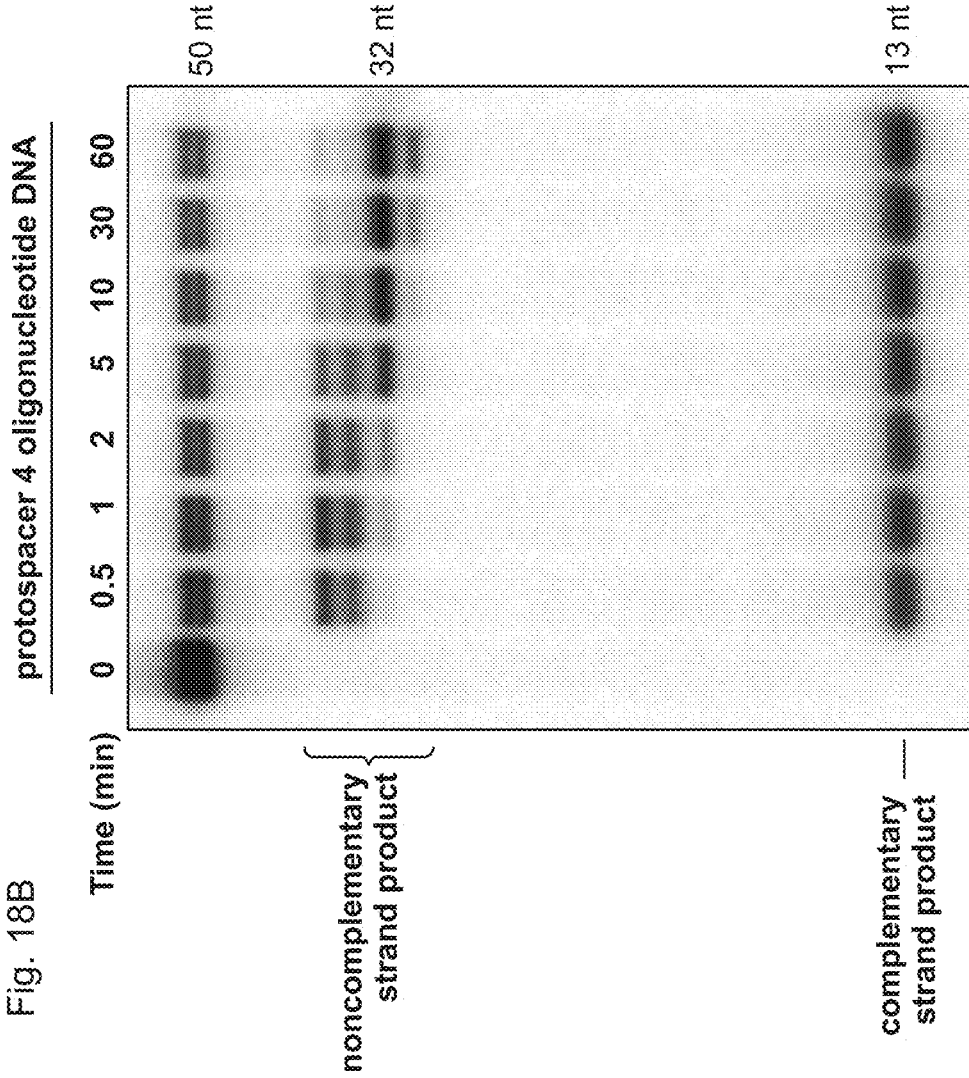 Fig. 18B
protospacer 4 oligonucleotide DNA
Time (min) 0 0.5 1 2 5 10 30 60
50 nt
noncomplementary
strand product
32 nt
complementary
strand product
13 nt